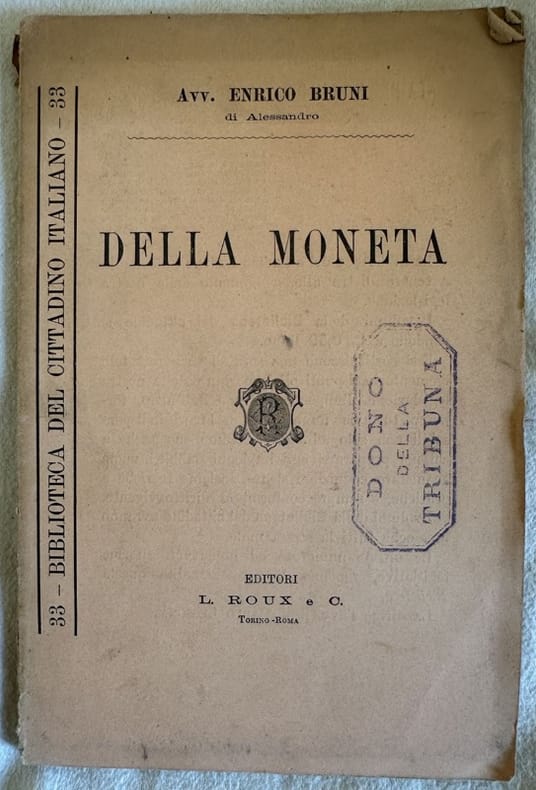 Avv. ENRICO BRUNI
di Alessandro
DELLA MONETA
33 – BIBLIOTECA DEL CITTADINO ITALIANO – 33
DONO
DELLA
TRIBUNA
EDITORI
L. ROUX e C.
TORINO-ROMA